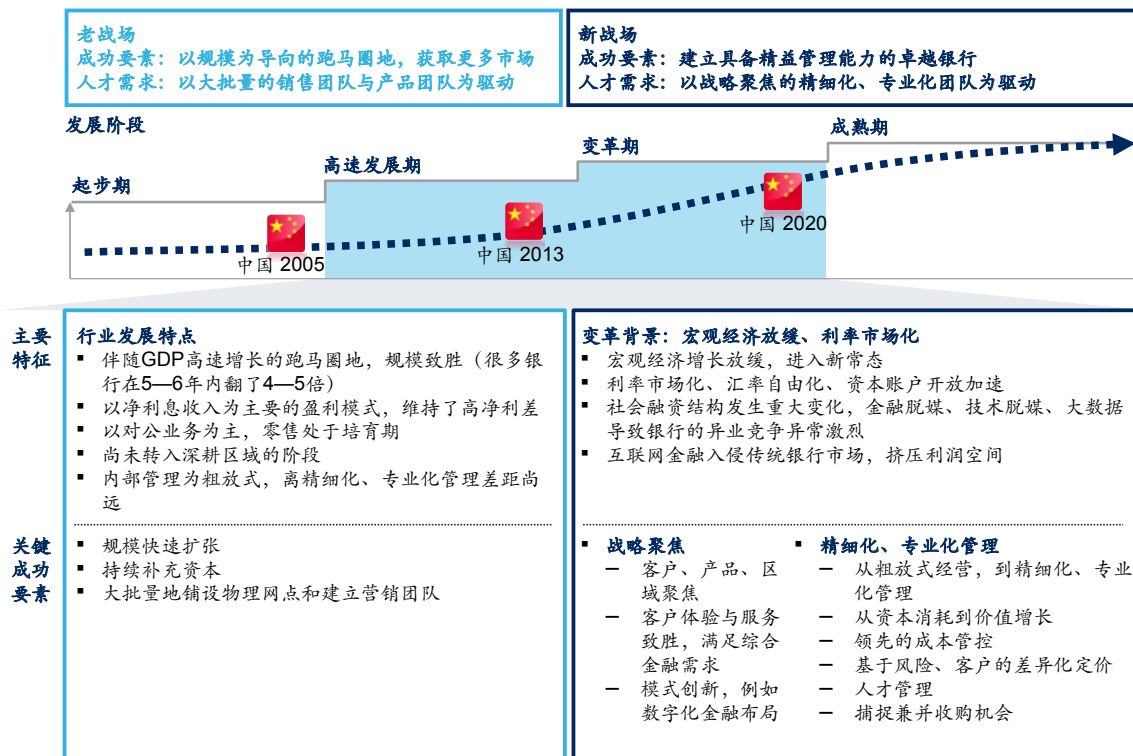 老战场
成功要素：以规模为导向的跑马圈地，获取更多市场
人才需求：以大批量的销售团队与产品团队为驱动
新战场
成功要素：建立具备精益管理能力的卓越银行
人才需求：以战略聚焦的精细化、专业化团队为驱动
发展阶段
起步期
高速发展期
变革期
成熟期
中国 2005
中国 2013
中国 2020
主要
特征
行业发展特点
▪ 伴随GDP高速增长的跑马圈地，规模致胜（很多银
行在5—6年内翻了4—5倍）
▪ 以净利息收入为主要的盈利模式，维持了高净利差
▪ 以对公业务为主，零售处于培育期
▪ 尚未转入深耕区域的阶段
▪ 内部管理为粗放式，离精细化、专业化管理差距尚
远
变革背景：宏观经济放缓、利率市场化
▪ 宏观经济增长放缓，进入新常态
▪ 利率市场化、汇率自由化、资本账户开放加速
▪ 社会融资结构发生重大变化，金融脱媒、技术脱媒、大数据
导致银行的异业竞争异常激烈
▪ 互联网金融入侵传统银行市场，挤压利润空间
关键
成功
要素
▪ 规模快速扩张
▪ 持续补充资本
▪ 大批量地铺设物理网点和建立营销团队
▪ 战略聚焦
– 客户、产品、区
域聚焦
– 客户体验与服务
致胜，满足综合
金融需求
– 模式创新，例如
数字化金融布局
▪ 精细化、专业化管理
– 从粗放式经营，到精细化、专业
化管理
– 从资本消耗到价值增长
– 领先的成本管控
– 基于风险、客户的差异化定价
– 人才管理
– 捕捉兼并收购机会